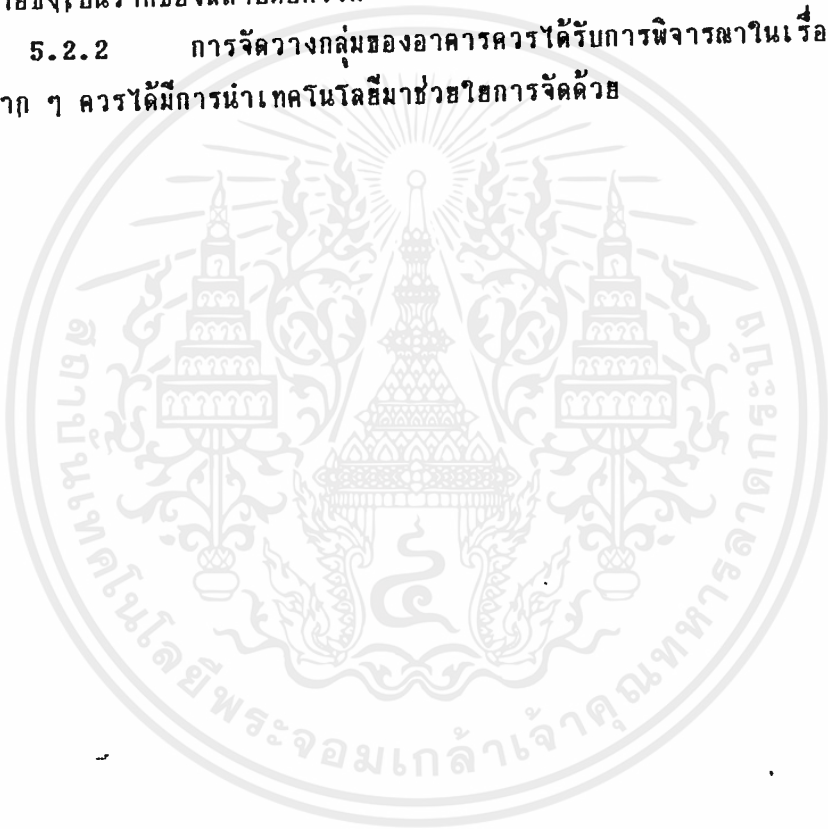 5.2.2 การจัดวางกลุ่มของอาคารควรได้รับการพิจารณาในเรื่อ
าก ๆ ควรได้มีการนำเทคโนโลยีมาช่วยในการจัดด้วย
สถาบันเทคโนโลยีพระจอมเกล้าเจ้าคุณทหารลาดกระบัง